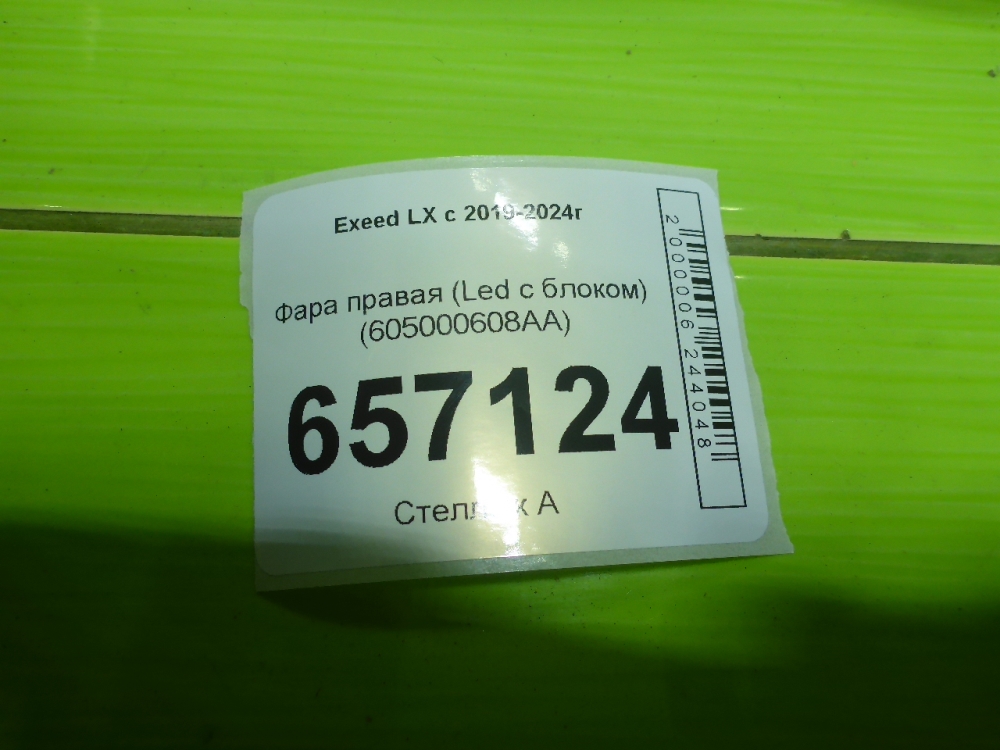 Exeed LX с 2019-2024г
Фара правая (Led с блоком)
(605000608AA)
657124
А
2000006244048